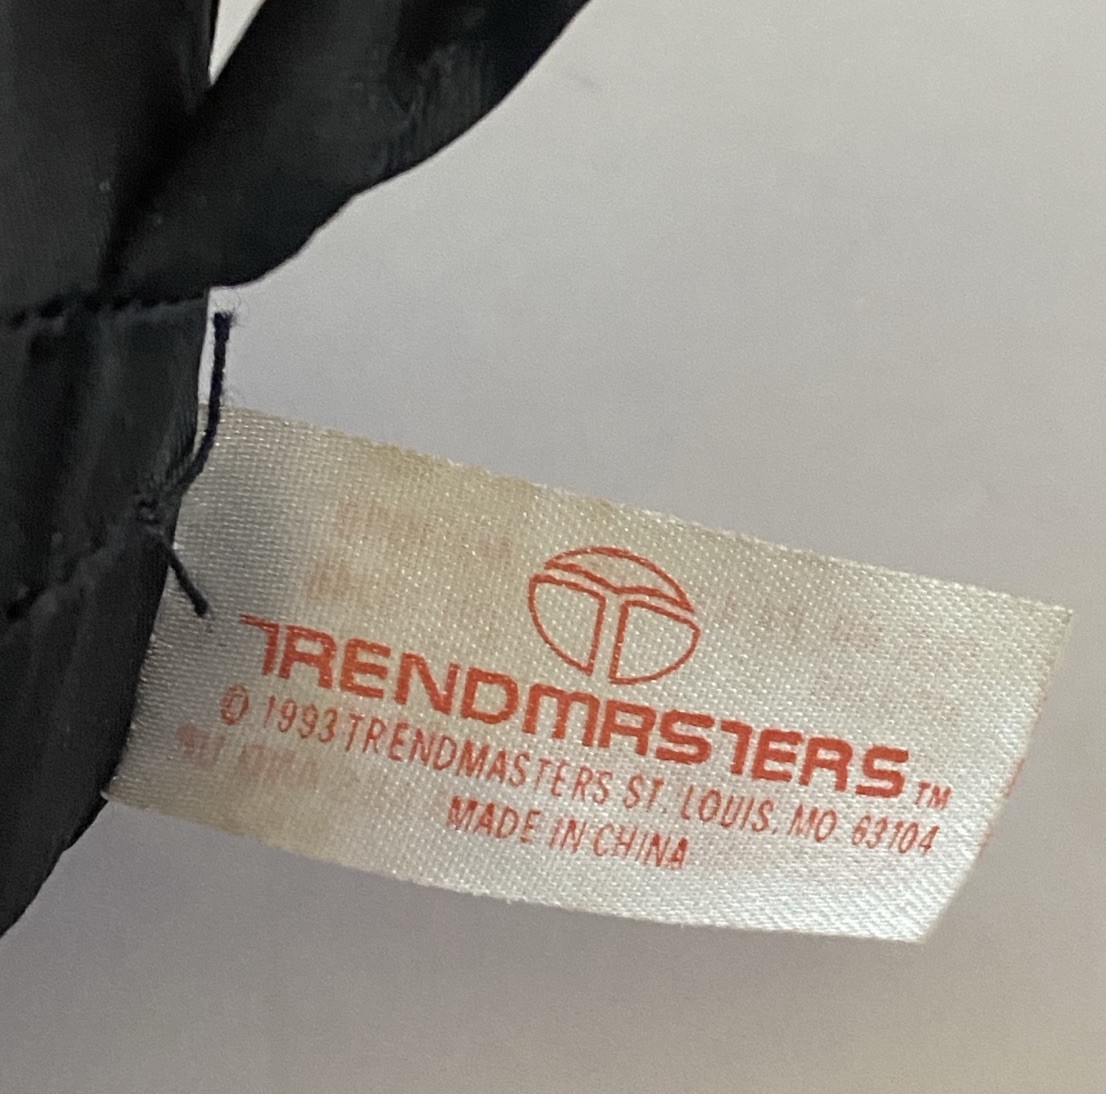 TRENDMASTERS™
© 1993 TRENDMASTERS ST. LOUIS, MO 63104
MADE IN CHINA